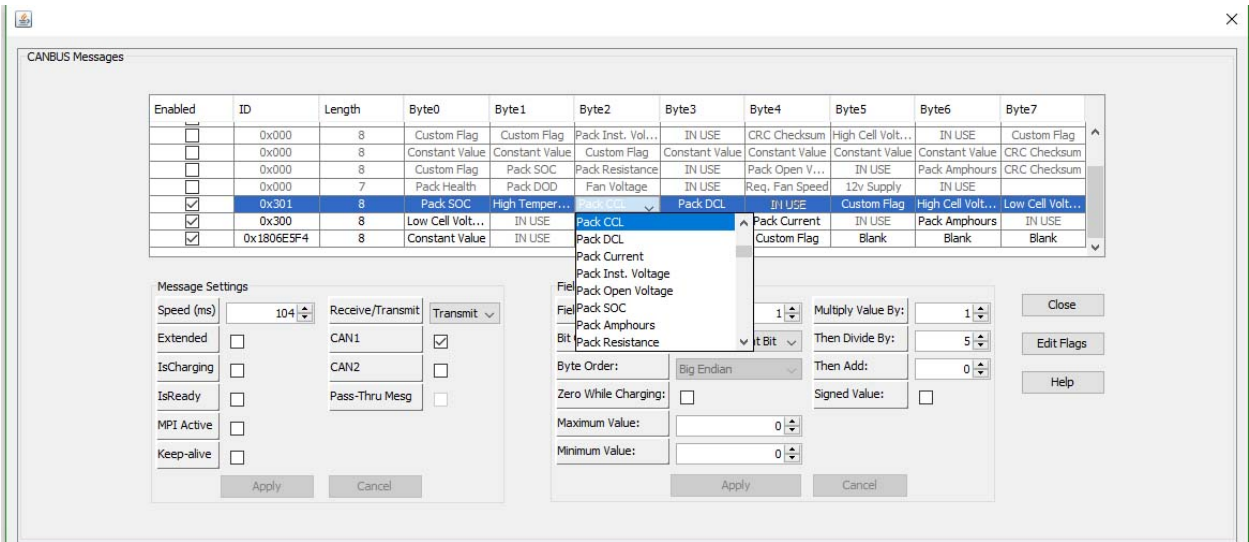 CANBUS Messages
Enabled ID Length Byte0 Byte1 Byte2 Byte3 Byte4 Byte5 Byte6 Byte7
0x000 8 Custom Flag Custom Flag Pack Inst. Vol... IN USE CRC Checksum High Cell Volt... IN USE Custom Flag
0x000 8 Constant Value Constant Value Custom Flag Constant Value Constant Value Constant Value Constant Value CRC Checksum
0x000 8 Custom Flag Pack SOC Pack Resistance IN USE Pack Open V... IN USE Pack Amphours CRC Checksum
0x000 7 Pack Health Pack DOD Fan Voltage IN USE Req. Fan Speed 12v Supply IN USE
0x301 8 Pack SOC High Temper... Pack CCL Pack DCL IN USE Custom Flag High Cell Volt... Low Cell Volt...
0x300 8 Low Cell Volt... IN USE Pack CCL Pack Current IN USE Pack Amphours IN USE
0x1806E5F4 8 Constant Value IN USE Pack DCL Custom Flag Blank Blank Blank
Pack Current
Pack Inst. Voltage
Pack Open Voltage
Pack SOC
Pack Amphours
Pack Resistance
Message Settings
Speed (ms) 104 Receive/Transmit Transmit
Extended CAN1
IsCharging CAN2
IsReady Pass-Thru Mesg
MPI Active
Keep-alive
Apply Cancel
1 Multiply Value By: 1
Bit Then Divide By: 5
Byte Order: Big Endian Then Add: 0
Zero While Charging: Signed Value:
Maximum Value: 0
Minimum Value: 0
Apply Cancel
Close
Edit Flags
Help